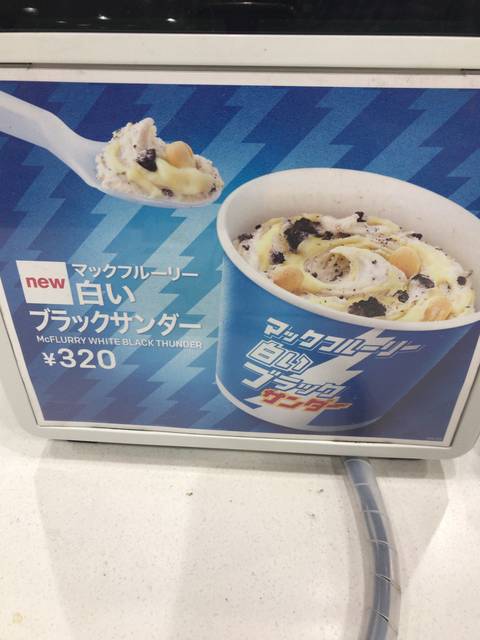 new
マックフルーリー
白い
ブラックサンダー
McFLURRY WHITE BLACK THUNDER
¥320
マックフルーリー
白い
ブラック
サンダー